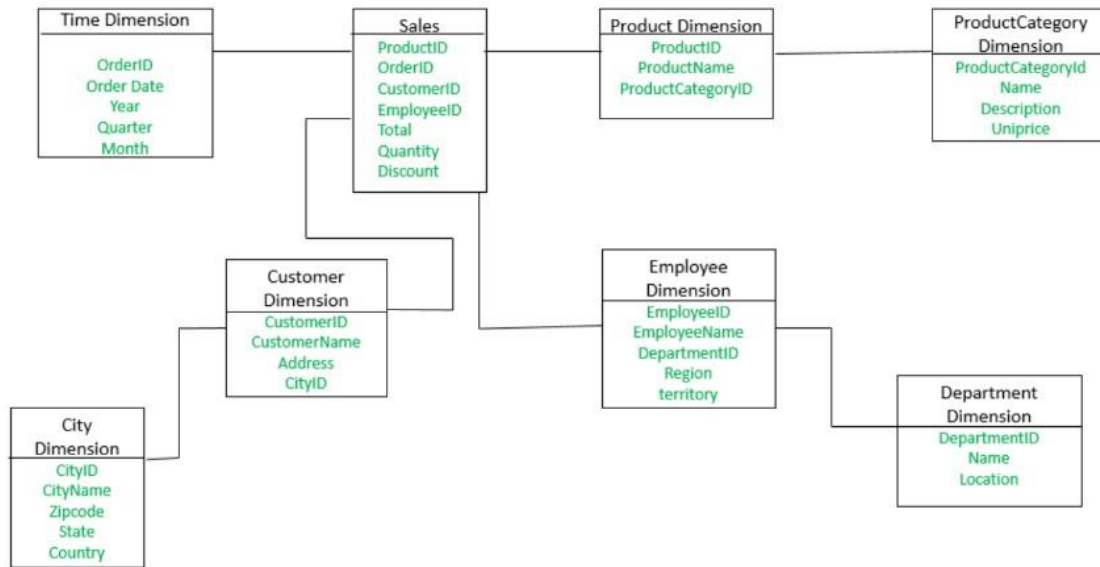 Time Dimension
OrderID
Order Date
Year
Quarter
Month
Sales
ProductID
OrderID
CustomerID
EmployeeID
Total
Quantity
Discount
Product Dimension
ProductID
ProductName
ProductCategoryID
ProductCategory
Dimension
ProductCategoryId
Name
Description
Uniprice
Customer
Dimension
CustomerID
CustomerName
Address
CityID
Employee
Dimension
EmployeeID
EmployeeName
DepartmentID
Region
territory
City
Dimension
CityID
CityName
Zipcode
State
Country
Department
Dimension
DepartmentID
Name
Location